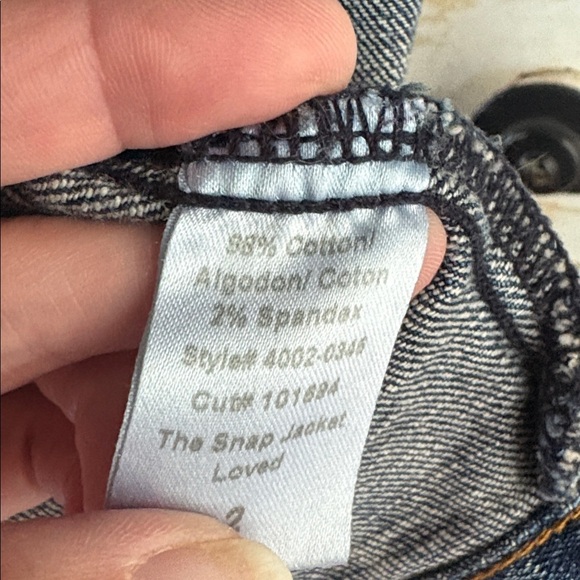 98% Cotton/
Algodon/ Coton
2% Spandex
Style# 4002-0346
Cut# 101694
The Snap Jacket
Loved
2